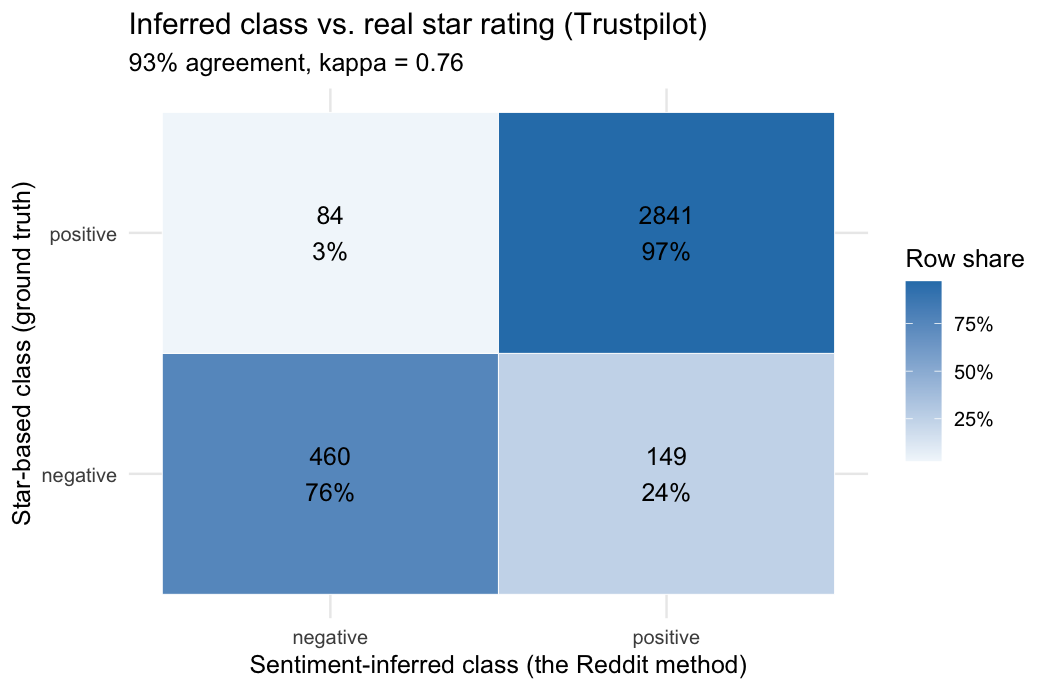 Inferred class vs. real star rating (Trustpilot)
93% agreement, kappa = 0.76
Star-based class (ground truth)
positive
84
3%
2841
97%
negative
460
76%
149
24%
negative
positive
Sentiment-inferred class (the Reddit method)
Row share
75%
50%
25%